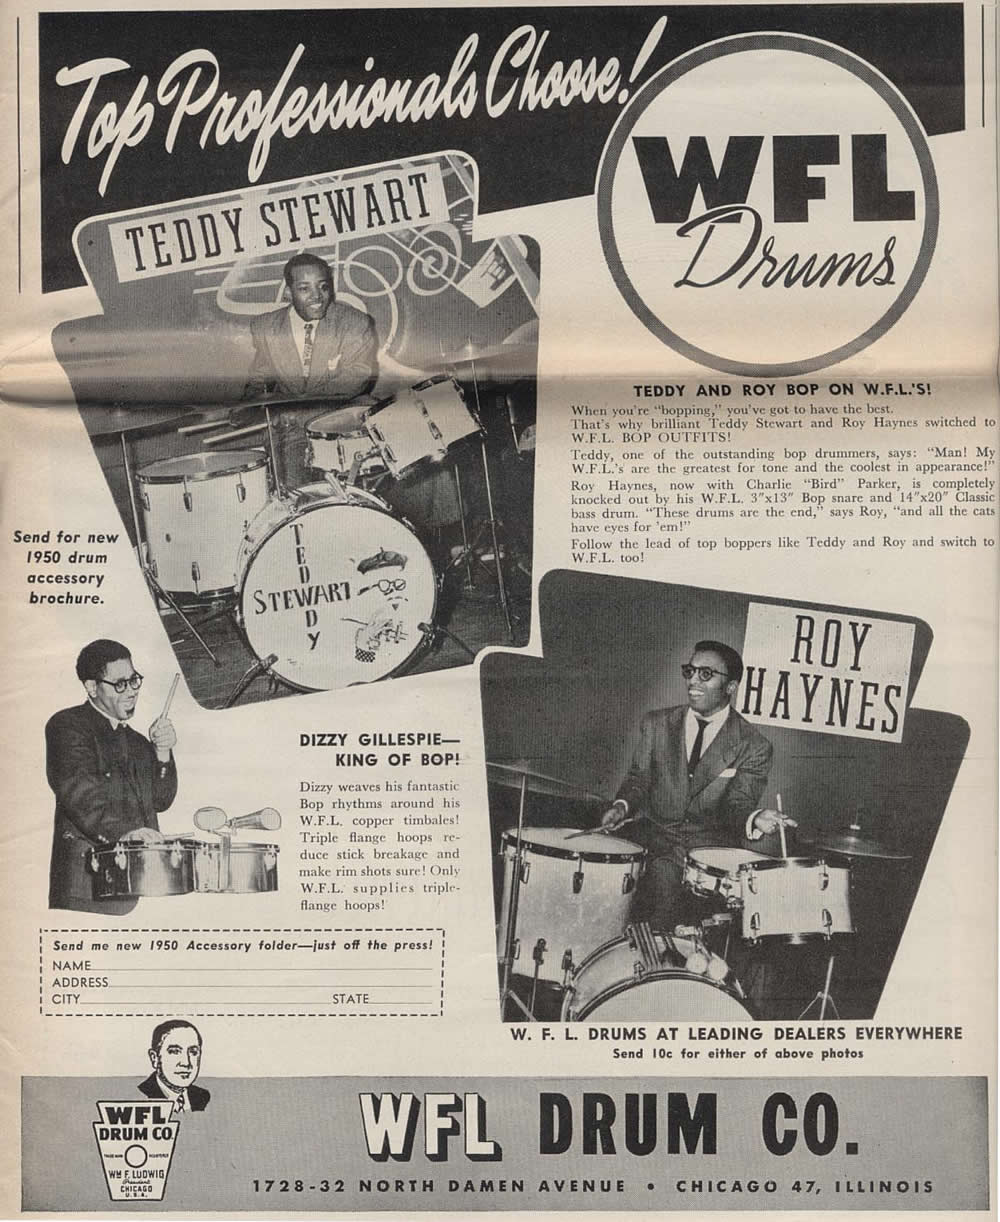 Top Professionals Choose!
WFL
Drums
TEDDY STEWART
TEDDY AND ROY BOP ON W.F.L.'S!
When you're "bopping," you've got to have the best.
That's why brilliant Teddy Stewart and Roy Haynes switched to
W.F.L. BOP OUTFITS!
Teddy, one of the outstanding bop drummers, says: "Man! My
W.F.L.'s are the greatest for tone and the coolest in appearance!"
Roy Haynes, now with Charlie "Bird" Parker, is completely
knocked out by his W.F.L. 3"x13" Bop snare and 14"x20" Classic
bass drum. "These drums are the end," says Roy, "and all the cats
have eyes for 'em!"
Follow the lead of top boppers like Teddy and Roy and switch to
W.F.L. too!
TEDDY
STEWART
Send for new
1950 drum
accessory
brochure.
ROY
HAYNES
DIZZY GILLESPIE—
KING OF BOP!
Dizzy weaves his fantastic
Bop rhythms around his
W.F.L. copper timbales!
Triple flange hoops re-
duce stick breakage and
make rim shots sure! Only
W.F.L. supplies triple-
flange hoops!
Send me new 1950 Accessory folder—just off the press!
NAME
ADDRESS
CITY STATE
W. F. L. DRUMS AT LEADING DEALERS EVERYWHERE
Send 10c for either of above photos
WFL
DRUM CO.
TRADE MARK REGISTERED
WM F. LUDWIG
President
CHICAGO
U.S.A.
WFL DRUM CO.
1728-32 NORTH DAMEN AVENUE • CHICAGO 47, ILLINOIS